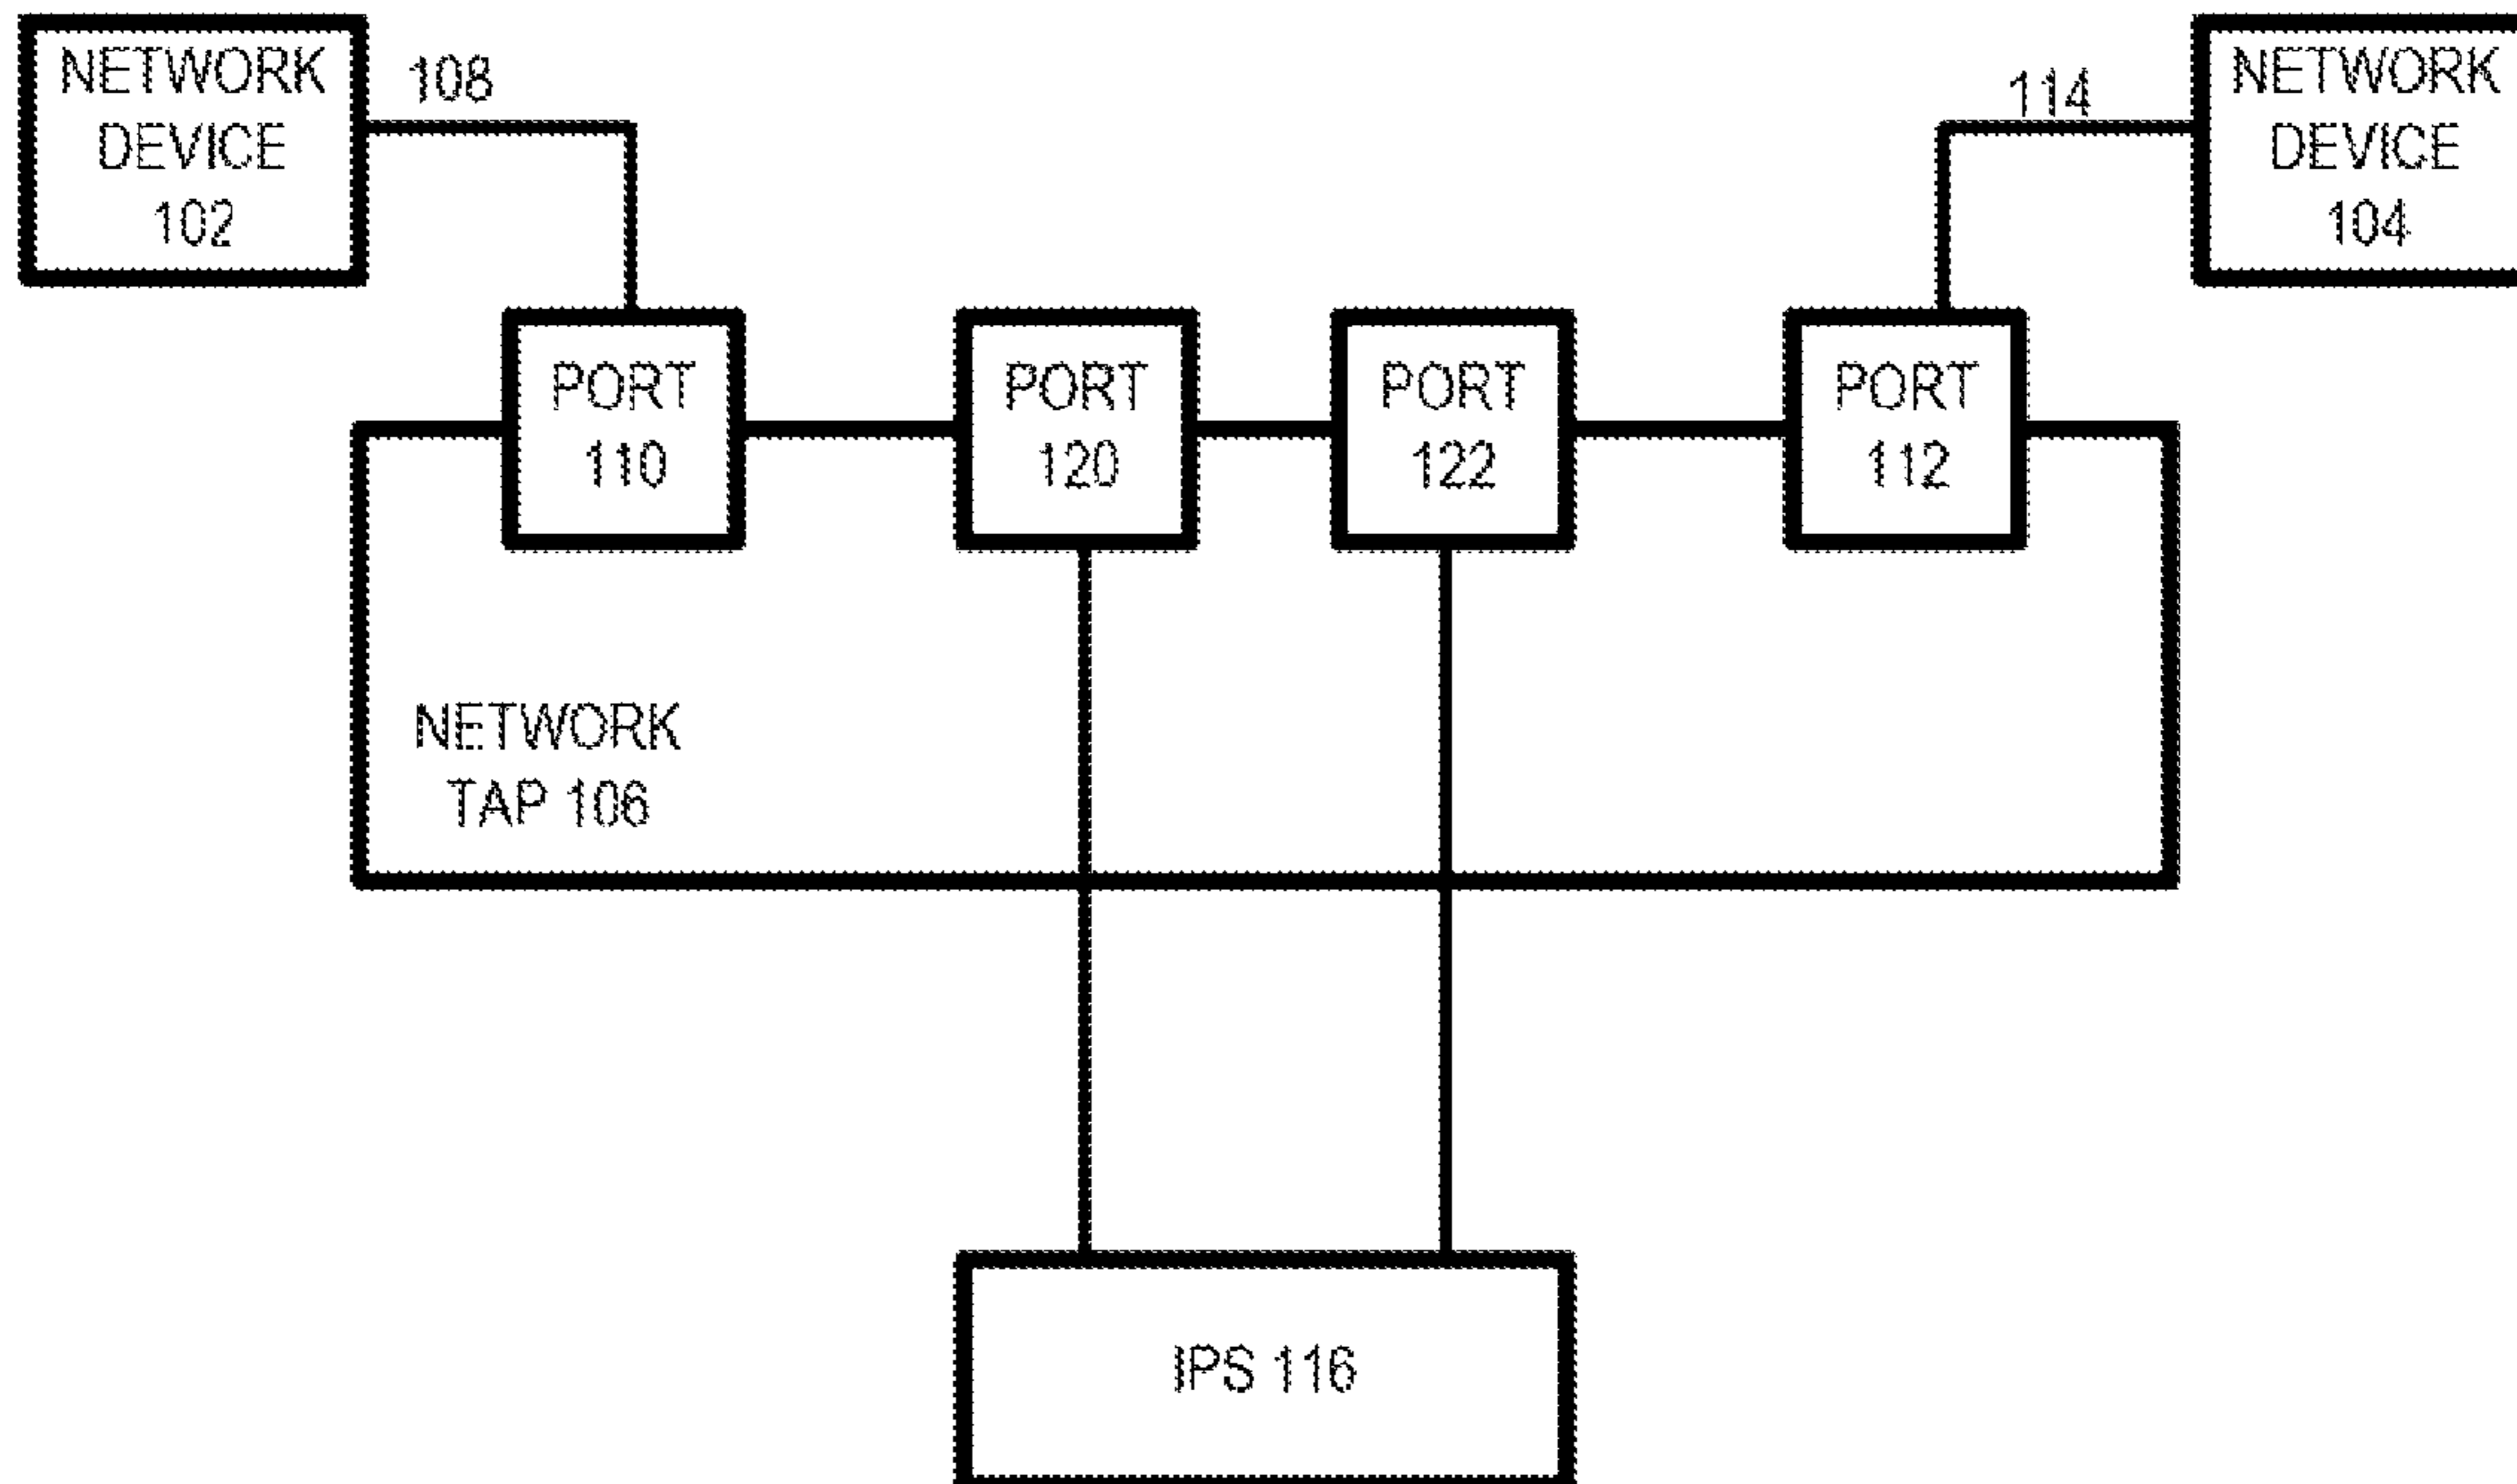 NETWORK
DEVICE
102
108
114
NETWORK
DEVICE
104
PORT
110
PORT
120
PORT
122
PORT
112
NETWORK
TAP 106
IPS 116